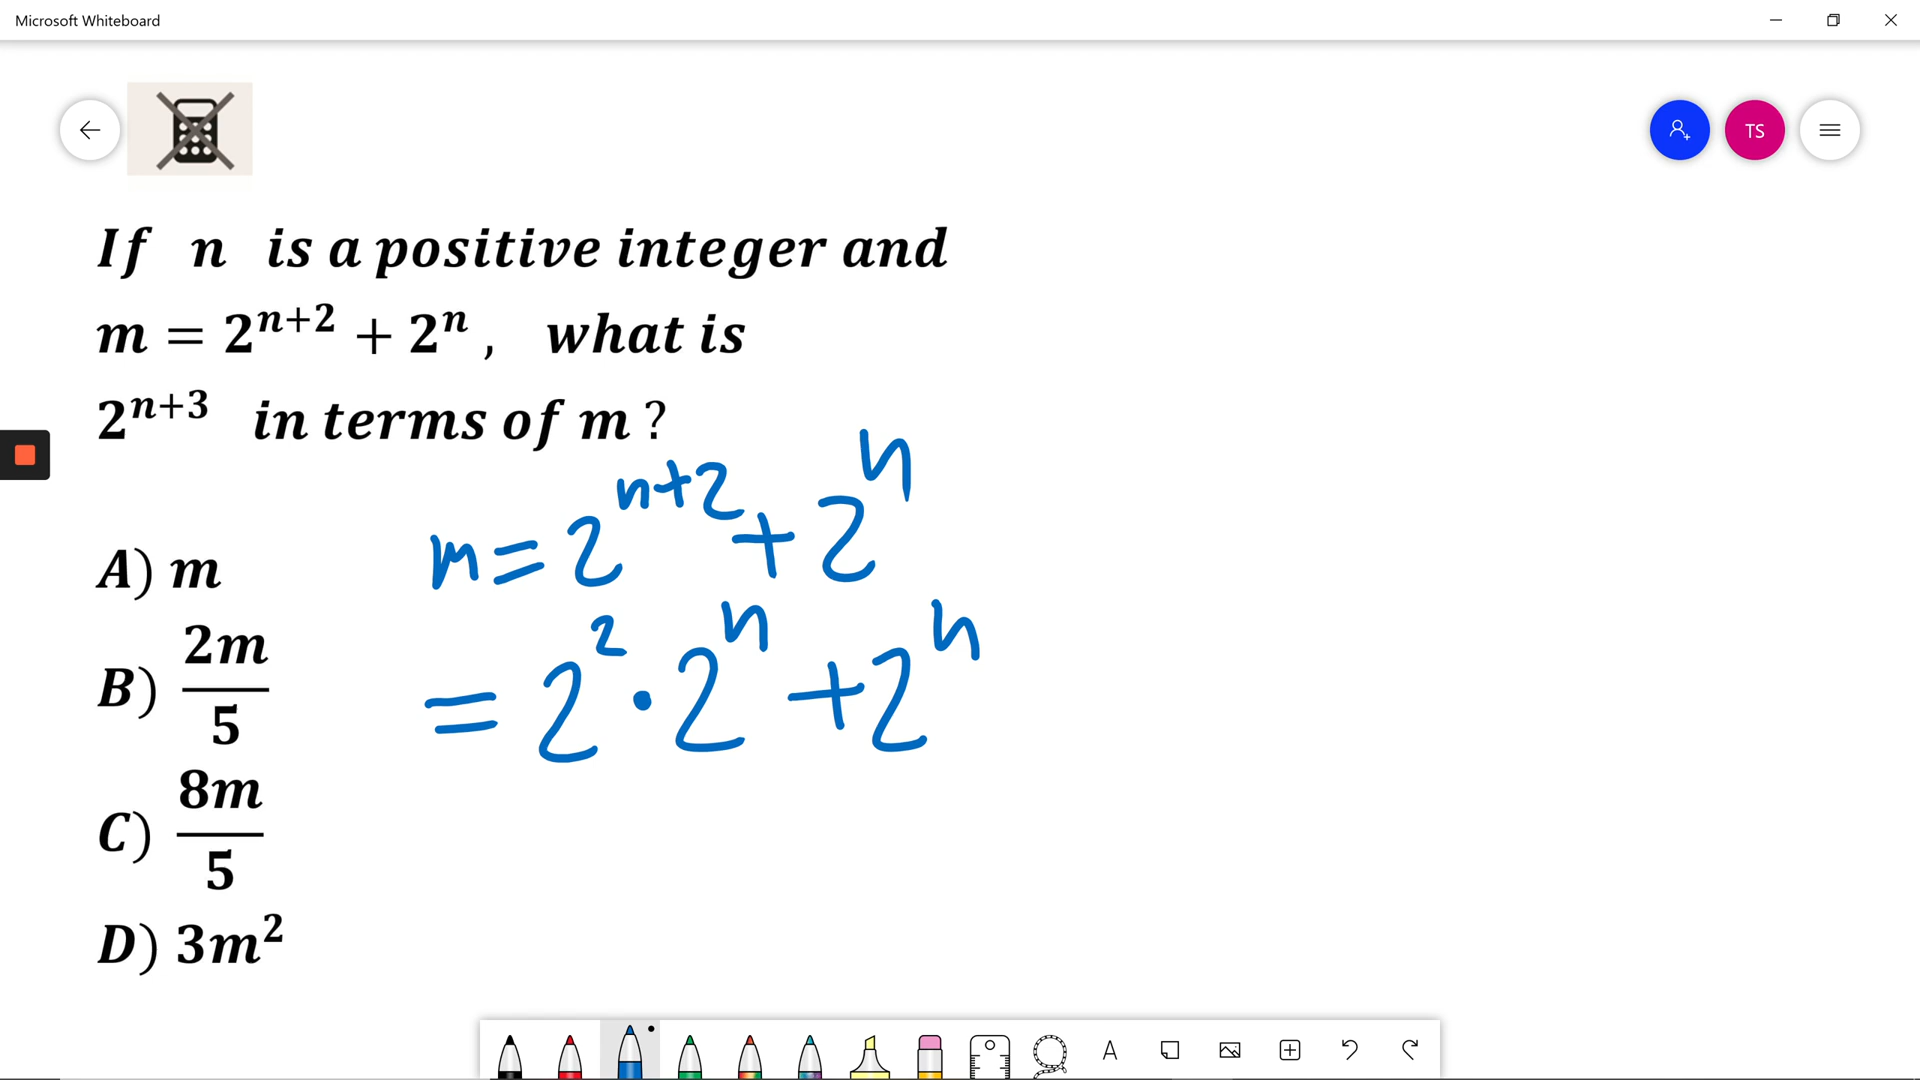 Microsoft Whiteboard
TS
If n is a positive integer and
m = 2^{n+2} + 2^n , what is
2^{n+3} in terms of m ?
m = 2^{n+2} + 2^n
= 2^2 · 2^n + 2^n
A) m
B) 2m/5
C) 8m/5
D) 3m^2
A